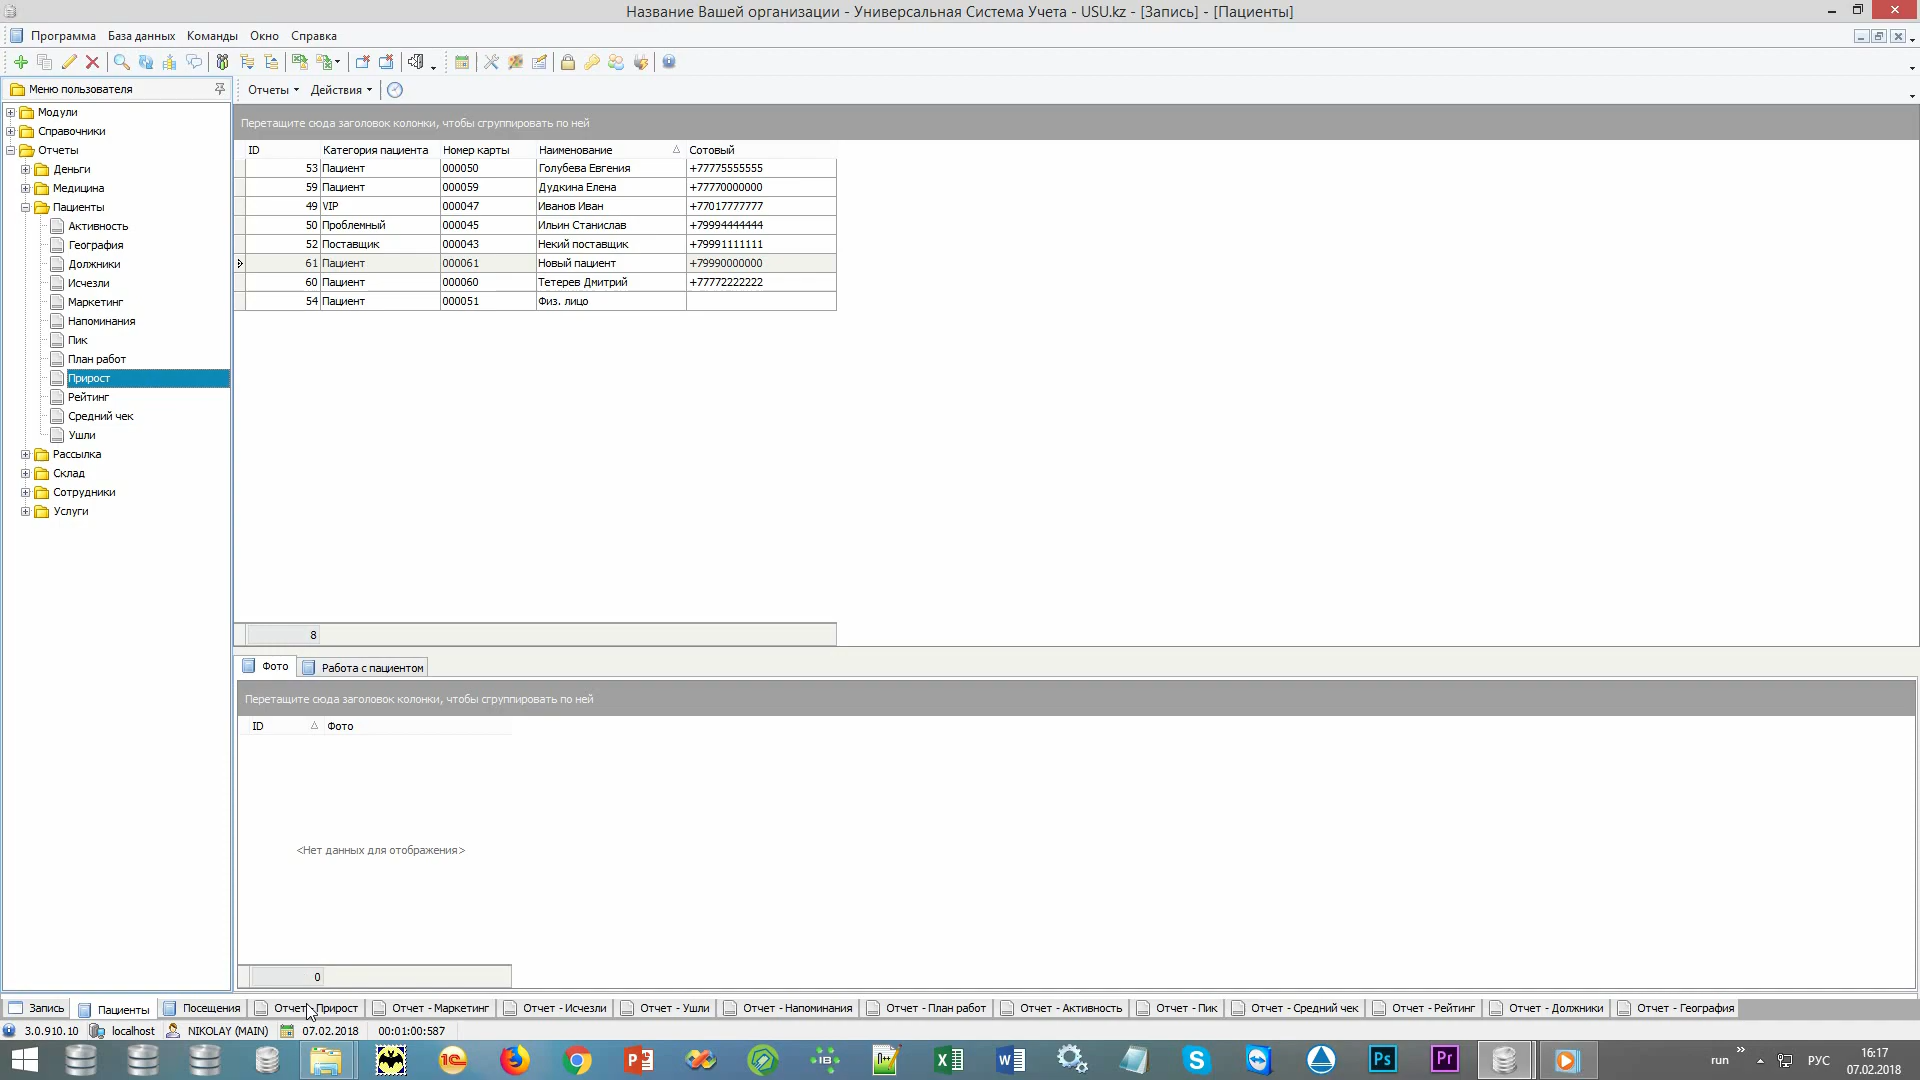 Название Вашей организации - Универсальная Система Учета - USU.kz - [Запись] - [Пациенты]
Программа База данных Команды Окно Справка
Меню пользователя
Отчеты Действия
Модули
Справочники
Отчеты
Деньги
Медицина
Пациенты
Активность
География
Должники
Исчезли
Маркетинг
Напоминания
Пик
План работ
Прирост
Рейтинг
Средний чек
Ушли
Рассылка
Склад
Сотрудники
Услуги
Перетащите сюда заголовок колонки, чтобы сгруппировать по ней
ID Категория пациента Номер карты Наименование Сотовый
53 Пациент 000050 Голубева Евгения +77775555555
59 Пациент 000059 Дудкина Елена +77770000000
49 VIP 000047 Иванов Иван +77017777777
50 Проблемный 000045 Ильин Станислав +79994444444
52 Поставщик 000043 Некий поставщик +79991111111
61 Пациент 000061 Новый пациент +79990000000
60 Пациент 000060 Тетерев Дмитрий +77772222222
54 Пациент 000051 Физ. лицо
8
Фото Работа с пациентом
Перетащите сюда заголовок колонки, чтобы сгруппировать по ней
ID Фото
<Нет данных для отображения>
0
Запись Пациенты Посещения Отчет - Прирост Отчет - Маркетинг Отчет - Исчезли Отчет - Ушли Отчет - Напоминания Отчет - План работ Отчет - Активность Отчет - Пик Отчет - Средний чек Отчет - Рейтинг Отчет - Должники Отчет - География
3.0.910.10 localhost NIKOLAY (MAIN) 07.02.2018 00:01:00:587
run РУС 16:17
07.02.2018